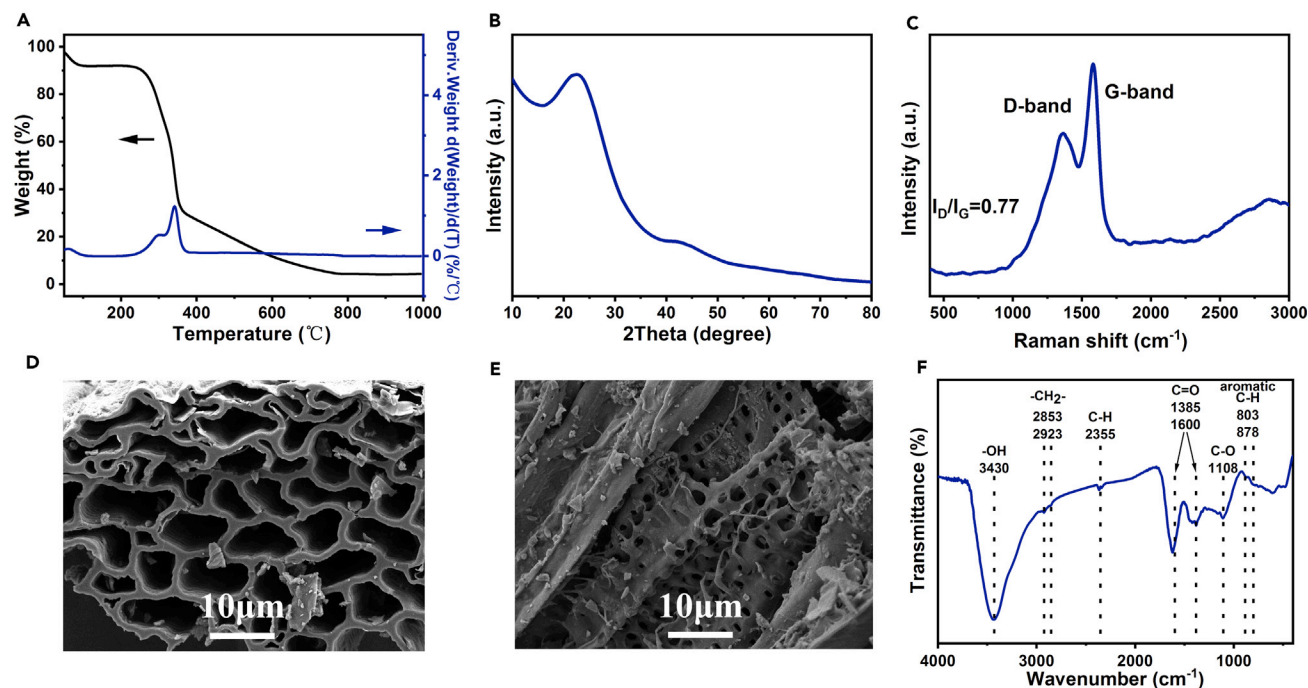 A
Weight (%)
100
80
60
40
20
0
200
400
600
800
1000
Temperature (℃)
4
2
0
Deriv.Weight d(Weight)/d(T) (%/℃)
B
Intensity (a.u.)
10
20
30
40
50
60
70
80
2Theta (degree)
C
Intensity (a.u.)
D-band
G-band
I_D/I_G=0.77
500
1000
1500
2000
2500
3000
Raman shift (cm⁻¹)
D
10μm
E
10μm
F
Transmittance (%)
-OH
3430
-CH₂-
2853
2923
C-H
2355
C=O
1385
1600
C-O
1108
aromatic
C-H
803
878
4000
3000
2000
1000
Wavenumber (cm⁻¹)